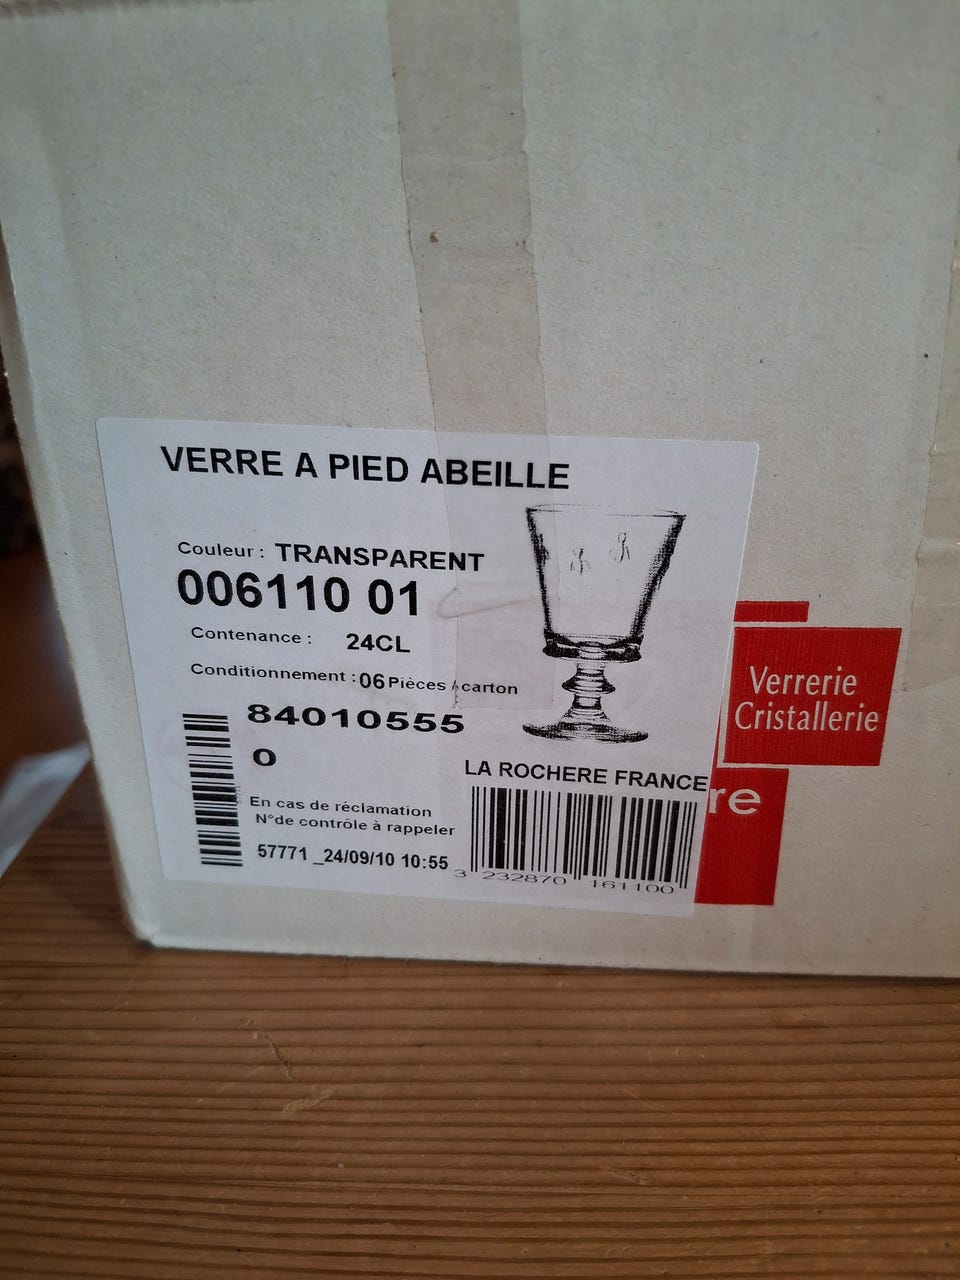 VERRE A PIED ABEILLE
Couleur : TRANSPARENT
006110 01
Contenance : 24CL
Conditionnement : 06 Pièces / carton
84010555
0
En cas de réclamation
N°de contrôle à rappeler
57771 _24/09/10 10:55
LA ROCHERE FRANCE
3 232870 161100
Verrerie
Cristallerie
re